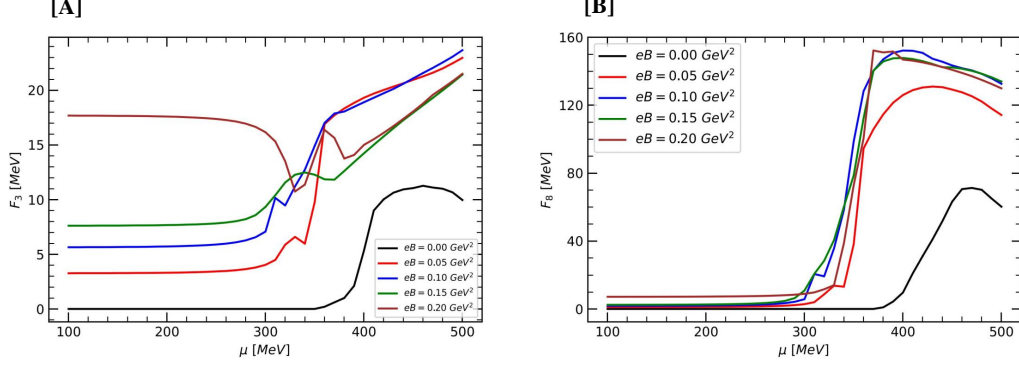 [A]
[B]
F₃ [MeV]
20
15
10
5
0
100
200
300
400
500
μ [MeV]
eB = 0.00 GeV²
eB = 0.05 GeV²
eB = 0.10 GeV²
eB = 0.15 GeV²
eB = 0.20 GeV²
F₈ [MeV]
160
120
80
40
0
100
200
300
400
500
μ [MeV]
eB = 0.00 GeV²
eB = 0.05 GeV²
eB = 0.10 GeV²
eB = 0.15 GeV²
eB = 0.20 GeV²